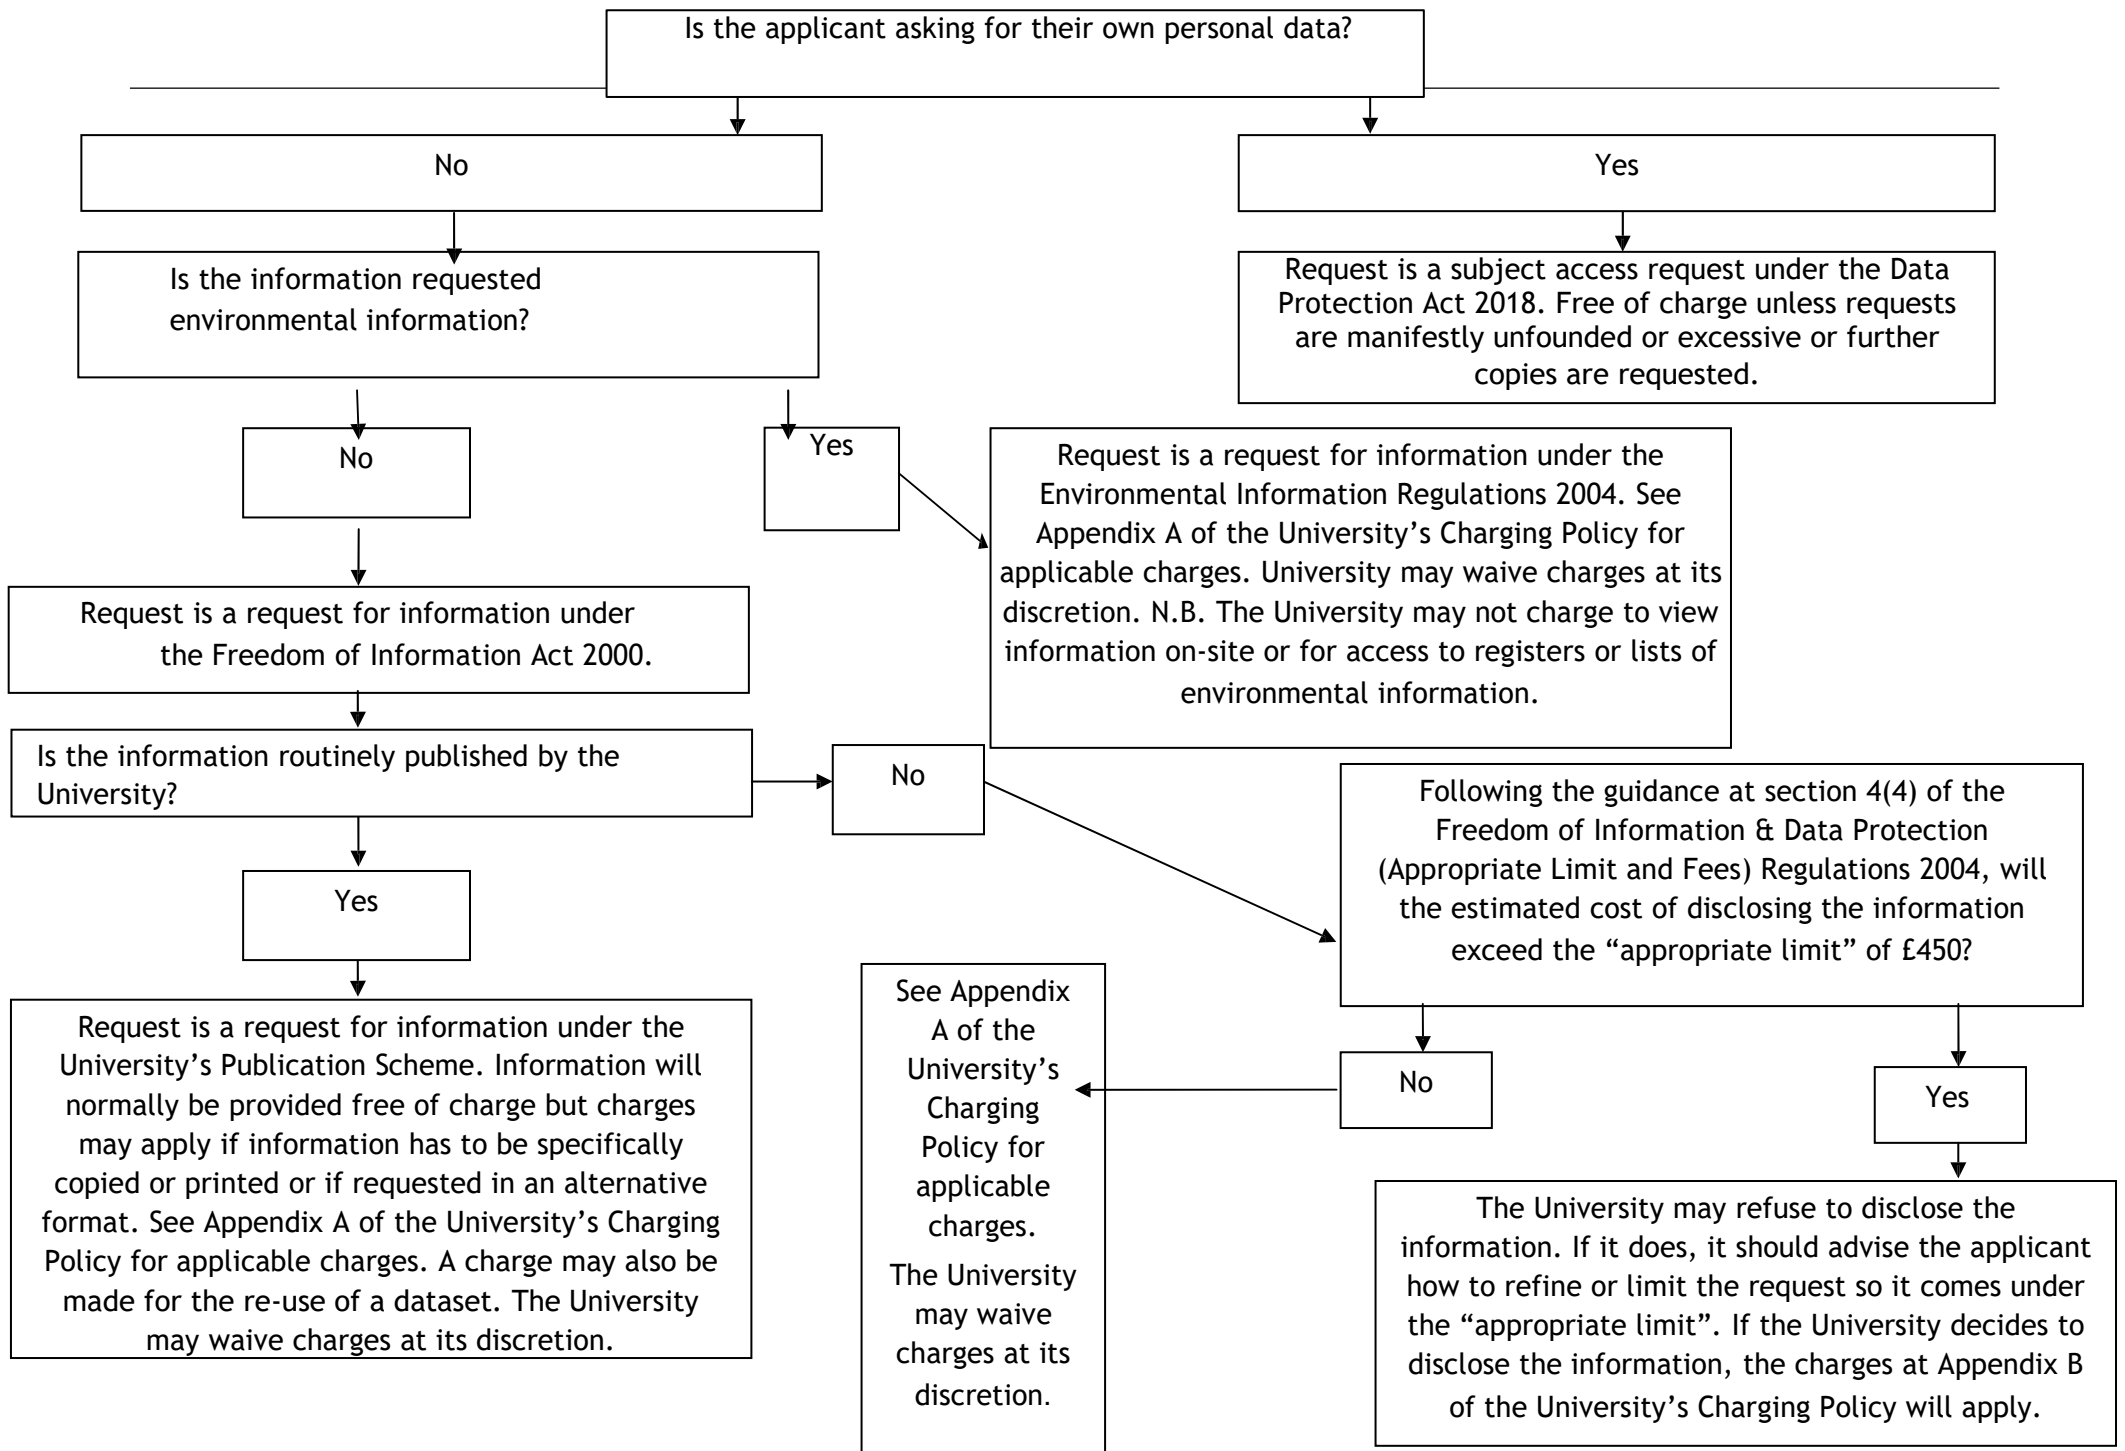 Is the applicant asking for their own personal data?
No
Yes
Is the information requested
environmental information?
Request is a subject access request under the Data
Protection Act 2018. Free of charge unless requests
are manifestly unfounded or excessive or further
copies are requested.
No
Yes
Request is a request for information under the
Environmental Information Regulations 2004. See
Appendix A of the University’s Charging Policy for
applicable charges. University may waive charges at its
discretion. N.B. The University may not charge to view
information on-site or for access to registers or lists of
environmental information.
Request is a request for information under
the Freedom of Information Act 2000.
Is the information routinely published by the
University?
No
Following the guidance at section 4(4) of the
Freedom of Information & Data Protection
(Appropriate Limit and Fees) Regulations 2004, will
the estimated cost of disclosing the information
exceed the “appropriate limit” of £450?
Yes
Request is a request for information under the
University’s Publication Scheme. Information will
normally be provided free of charge but charges
may apply if information has to be specifically
copied or printed or if requested in an alternative
format. See Appendix A of the University’s Charging
Policy for applicable charges. A charge may also be
made for the re-use of a dataset. The University
may waive charges at its discretion.
See Appendix
A of the
University’s
Charging
Policy for
applicable
charges.
The University
may waive
charges at its
discretion.
No
Yes
The University may refuse to disclose the
information. If it does, it should advise the applicant
how to refine or limit the request so it comes under
the “appropriate limit”. If the University decides to
disclose the information, the charges at Appendix B
of the University’s Charging Policy will apply.